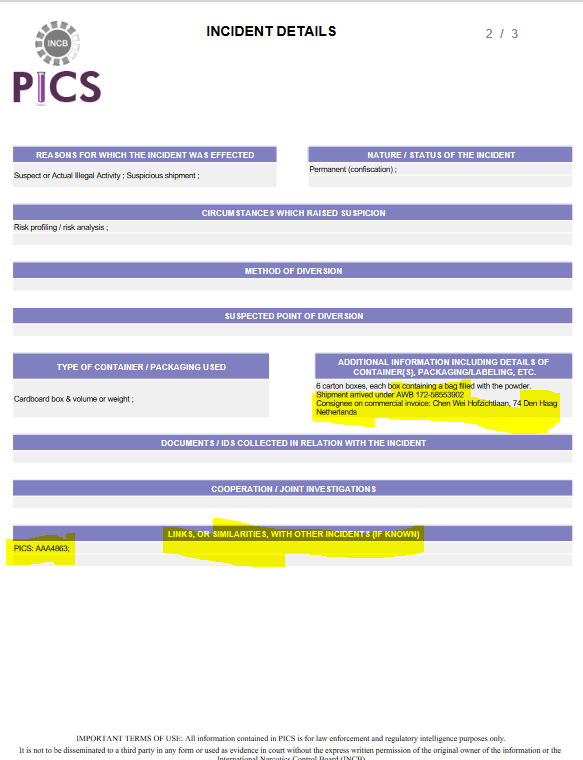 INCIDENT DETAILS
2 / 3
INCB
PICS
REASONS FOR WHICH THE INCIDENT WAS EFFECTED
Suspect or Actual Illegal Activity ; Suspicious shipment ;
NATURE / STATUS OF THE INCIDENT
Permanent (confiscation) ;
CIRCUMSTANCES WHICH RAISED SUSPICION
Risk profiling / risk analysis ;
METHOD OF DIVERSION
SUSPECTED POINT OF DIVERSION
TYPE OF CONTAINER / PACKAGING USED
Cardboard box & volume or weight ;
ADDITIONAL INFORMATION INCLUDING DETAILS OF
CONTAINER(S), PACKAGING/LABELING, ETC.
6 carton boxes, each box containing a bag filled with the powder.
Shipment arrived under AWB 172-58553902
Consignee on commercial invoice: Chen Wei Hofzichtlaan, 74 Den Haag
Netherlands
DOCUMENTS / IDS COLLECTED IN RELATION WITH THE INCIDENT
COOPERATION / JOINT INVESTIGATIONS
LINKS, OR SIMILARITIES, WITH OTHER INCIDENTS (IF KNOWN)
PICS: AAA4863;
IMPORTANT TERMS OF USE: All information contained in PICS is for law enforcement and regulatory intelligence purposes only.
It is not to be disseminated to a third party in any form or used as evidence in court without the express written permission of the original owner of the information or the
International Narcotics Control Board (INCB)